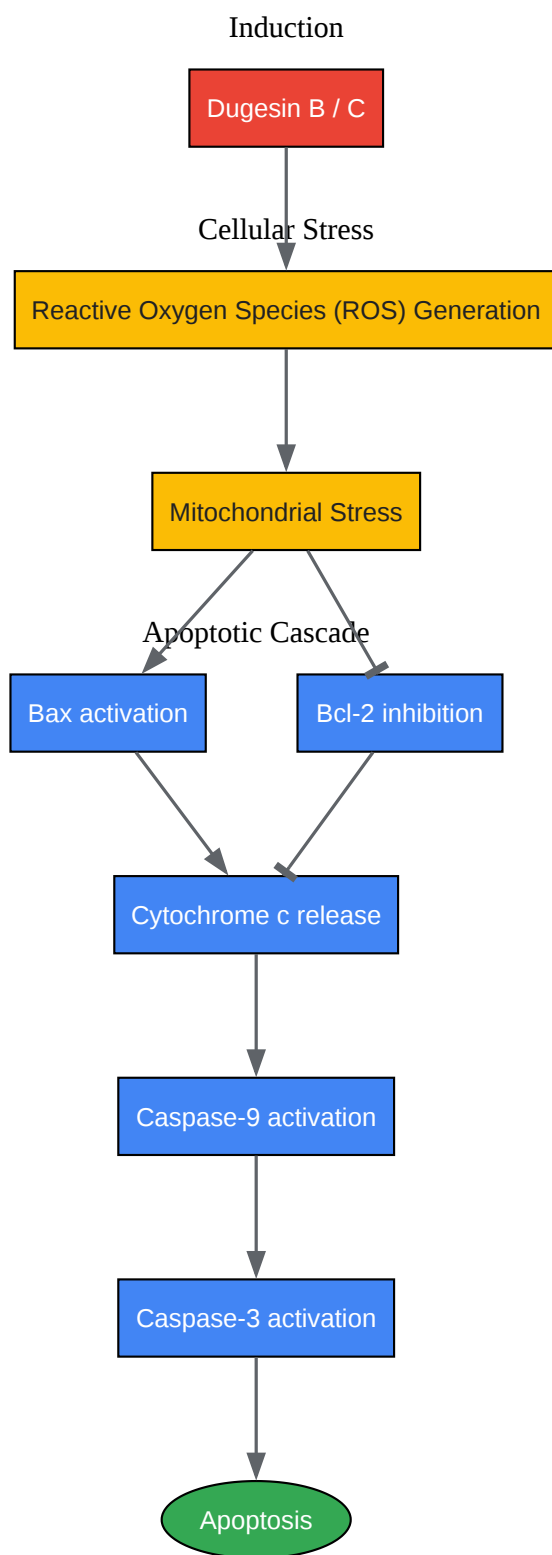 Induction
Dugesin B / C
Cellular Stress
Reactive Oxygen Species (ROS) Generation
Mitochondrial Stress
Apoptotic Cascade
Bax activation
Bcl-2 inhibition
Cytochrome c release
Caspase-9 activation
Caspase-3 activation
Apoptosis